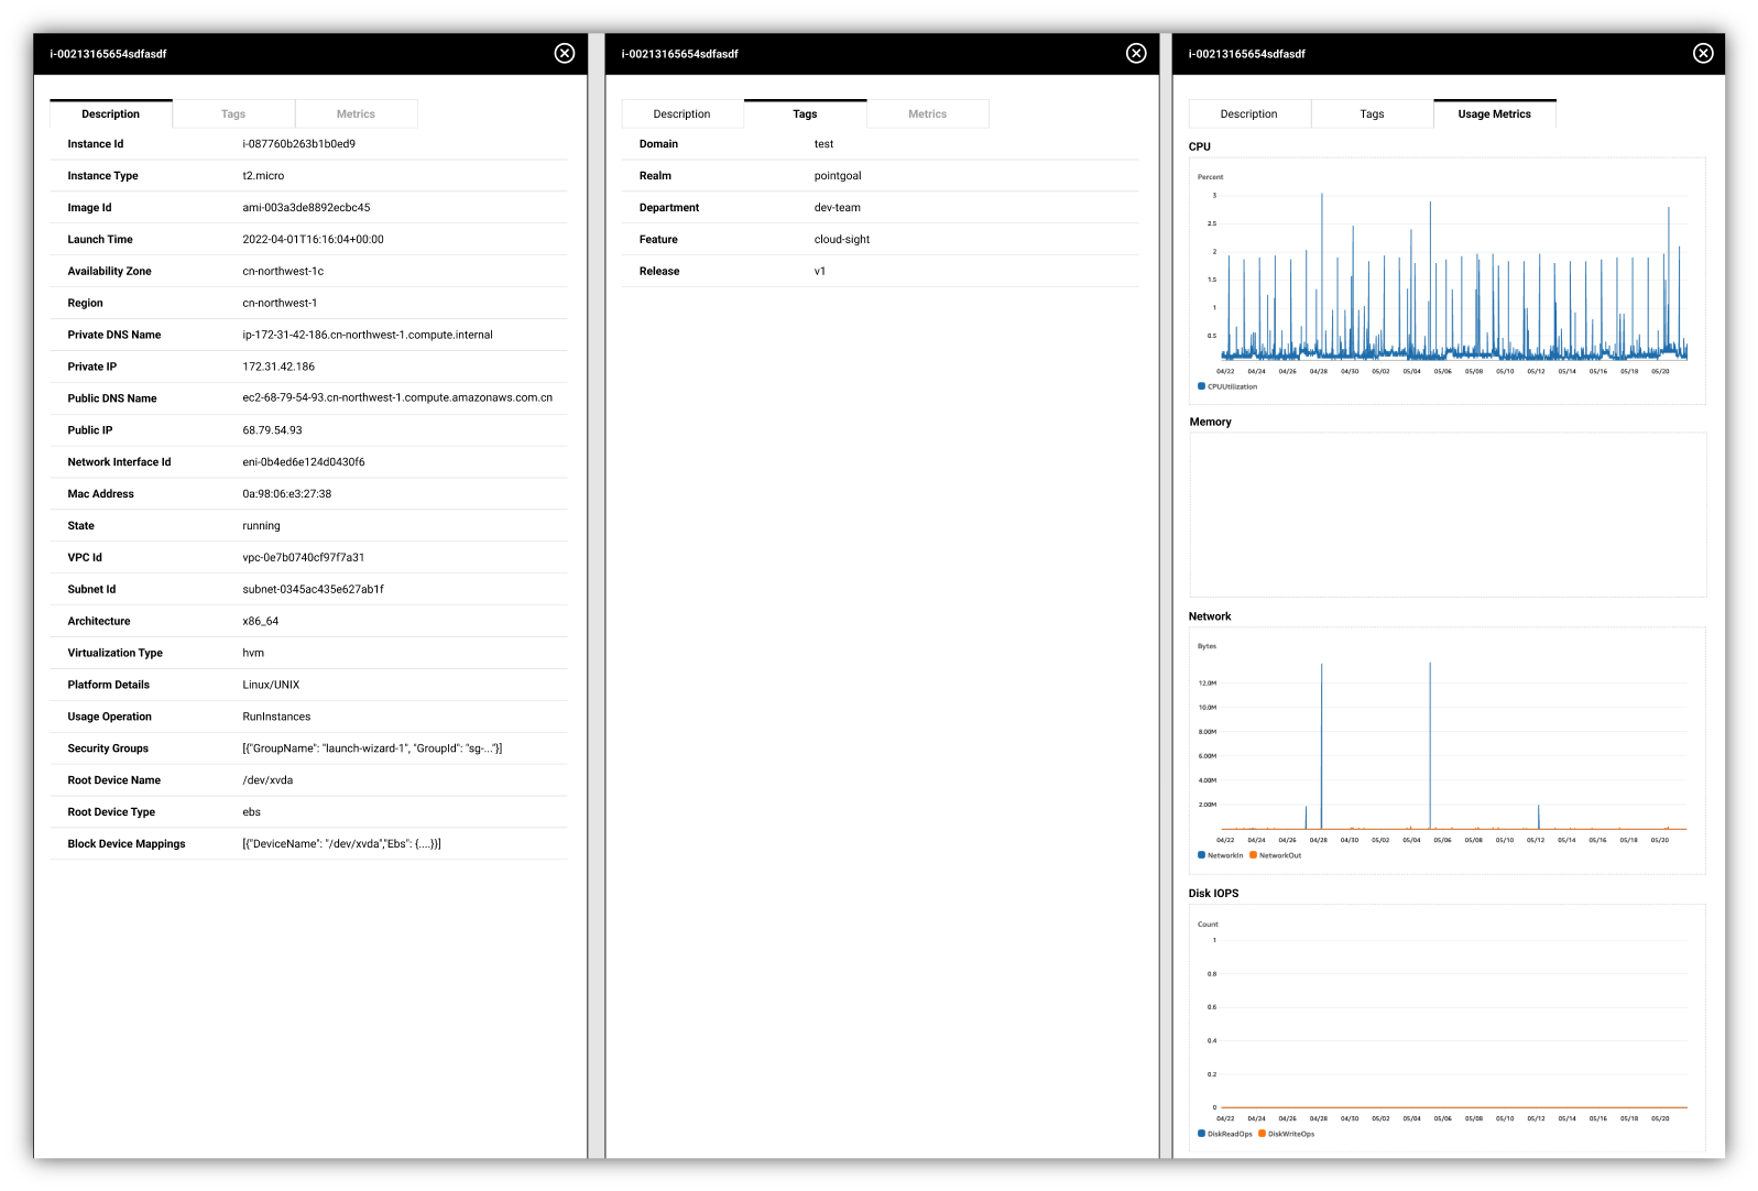 i-00213165654sdfasdf
Description Tags Metrics
Instance Id i-087760b263b1b0ed9
Instance Type t2.micro
Image Id ami-003a3de8892ecbc45
Launch Time 2022-04-01T16:16:04+00:00
Availability Zone cn-northwest-1c
Region cn-northwest-1
Private DNS Name ip-172-31-42-186.cn-northwest-1.compute.internal
Private IP 172.31.42.186
Public DNS Name ec2-68-79-54-93.cn-northwest-1.compute.amazonaws.com.cn
Public IP 68.79.54.93
Network Interface Id eni-0b4ed6e124d0430f6
Mac Address 0a:98:06:e3:27:38
State running
VPC Id vpc-0e7b0740cf97f7a31
Subnet Id subnet-0345ac435e627ab1f
Architecture x86_64
Virtualization Type hvm
Platform Details Linux/UNIX
Usage Operation RunInstances
Security Groups [{"GroupName": "launch-wizard-1", "GroupId": "sg-..."}]
Root Device Name /dev/xvda
Root Device Type ebs
Block Device Mappings [{"DeviceName": "/dev/xvda","Ebs": {....}}]
i-00213165654sdfasdf
Description Tags Metrics
Domain test
Realm pointgoal
Department dev-team
Feature cloud-sight
Release v1
i-00213165654sdfasdf
Description Tags Usage Metrics
CPU
Percent
3
2.5
2
1.5
1
0.5
04/22 04/24 04/26 04/28 04/30 05/02 05/04 05/06 05/08 05/10 05/12 05/14 05/16 05/18 05/20
CPUUtilization
Memory
Network
Bytes
12.0M
10.0M
8.00M
6.00M
4.00M
2.00M
04/22 04/24 04/26 04/28 04/30 05/02 05/04 05/06 05/08 05/10 05/12 05/14 05/16 05/18 05/20
NetworkIn NetworkOut
Disk IOPS
Count
1
0.8
0.6
0.4
0.2
0
04/22 04/24 04/26 04/28 04/30 05/02 05/04 05/06 05/08 05/10 05/12 05/14 05/16 05/18 05/20
DiskReadOps DiskWriteOps